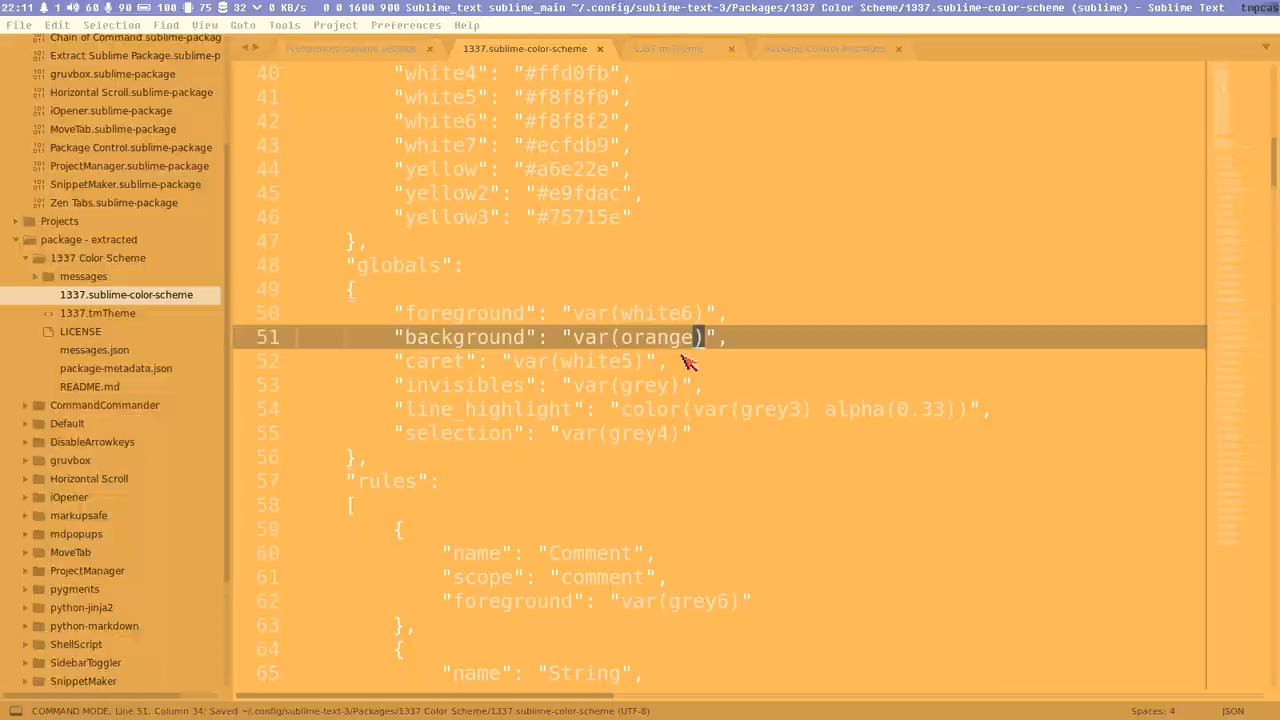 22:11 1 60 90 100 75 32 0 KB/s 0 0 1600 900 Sublime_text sublime_main ~/.config/sublime-text-3/Packages/1337 Color Scheme/1337.sublime-color-scheme (sublime) - Sublime Text tmpcas
File Edit Selection Find View Goto Tools Project Preferences Help
Chain of Command.sublime-packag
Extract Sublime Package.sublime-p
gruvbox.sublime-package
Horizontal Scroll.sublime-package
iOpener.sublime-package
MoveTab.sublime-package
Package Control.sublime-package
ProjectManager.sublime-package
SnippetMaker.sublime-package
Zen Tabs.sublime-package
Projects
package - extracted
1337 Color Scheme
messages
1337.sublime-color-scheme
1337.tmTheme
LICENSE
messages.json
package-metadata.json
README.md
CommandCommander
Default
DisableArrowkeys
gruvbox
Horizontal Scroll
iOpener
markupsafe
mdpopups
MoveTab
ProjectManager
pygments
python-jinja2
python-markdown
ShellScript
SidebarToggler
SnippetMaker
Preferences.sublime-settings 1337.sublime-color-scheme 1337.tmTheme Package Control Messages
40 "white4": "#ffd0fb",
41 "white5": "#f8f8f0",
42 "white6": "#f8f8f2",
43 "white7": "#ecfdb9",
44 "yellow": "#a6e22e",
45 "yellow2": "#e9fdac",
46 "yellow3": "#75715e"
47 },
48 "globals":
49 {
50 "foreground": "var(white6)",
51 "background": "var(orange)",
52 "caret": "var(white5)",
53 "invisibles": "var(grey)",
54 "line_highlight": "color(var(grey3) alpha(0.33))",
55 "selection": "var(grey4)"
56 },
57 "rules":
58 [
59 {
60 "name": "Comment",
61 "scope": "comment",
62 "foreground": "var(grey6)"
63 },
64 {
65 "name": "String",
COMMAND MODE, Line 51, Column 34; Saved ~/.config/sublime-text-3/Packages/1337 Color Scheme/1337.sublime-color-scheme (UTF-8) Spaces: 4 JSON